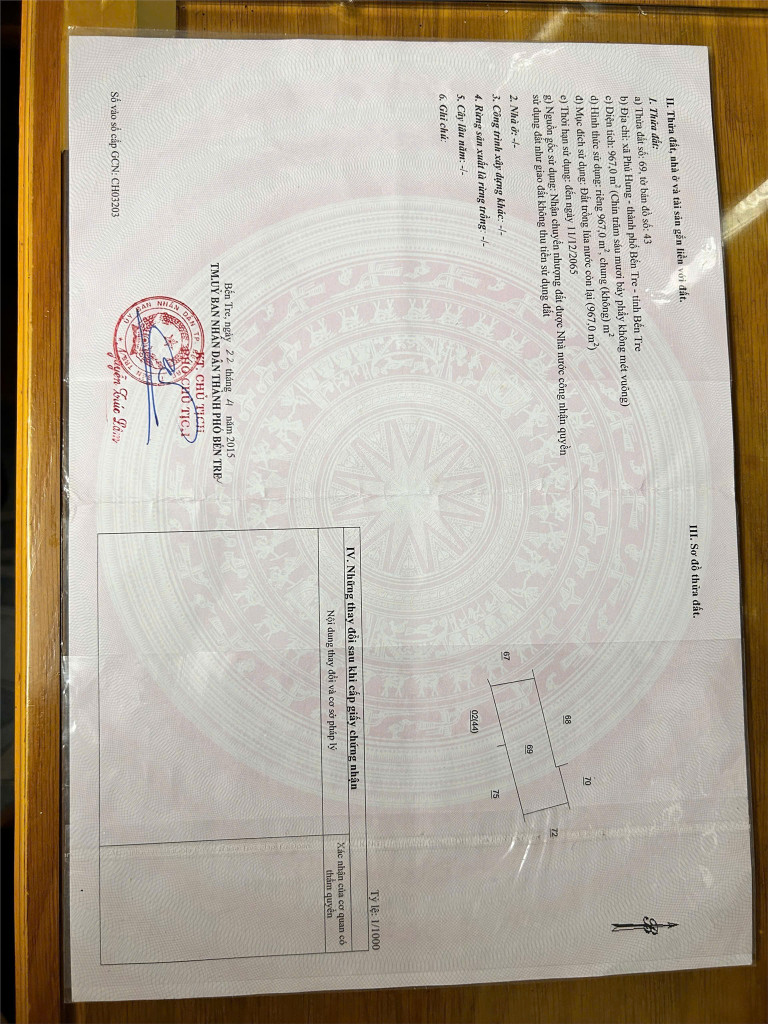 II. Thửa đất, nhà ở và tài sản gắn liền với đất.
1. Thửa đất:
a) Thửa đất số: 69, tờ bản đồ số: 43
b) Địa chỉ: xã Phú Hưng - thành phố Bến Tre - tỉnh Bến Tre
c) Diện tích: 967,0 m² (Chín trăm sáu mươi bảy phẩy không mét vuông)
d) Hình thức sử dụng: riêng 967,0 m², chung (không) m²
đ) Mục đích sử dụng: Đất trồng lúa nước còn lại (967,0 m²)
e) Thời hạn sử dụng: đến ngày 11/12/2065
g) Nguồn gốc sử dụng: Nhận chuyển nhượng đất được Nhà nước công nhận quyền
sử dụng đất như giao đất không thu tiền sử dụng đất
2. Nhà ở: -/-
3. Công trình xây dựng khác: -/-
4. Rừng sản xuất là rừng trồng: -/-
5. Cây lâu năm: -/-
6. Ghi chú:
Bến Tre, ngày 22 tháng 4 năm 2015
TM.UỶ BAN NHÂN DÂN THÀNH PHỐ BẾN TRE
KT. CHỦ TỊCH
PHÓ CHỦ TỊCH
ỦY BAN NHÂN DÂN TP.
Nguyễn Trúc Lâm
Số vào sổ cấp GCN: CH03203
III. Sơ đồ thửa đất.
B
67
68
69
70
02(44)
75
72
Tỷ lệ: 1/1000
IV. Những thay đổi sau khi cấp giấy chứng nhận
Nội dung thay đổi và cơ sở pháp lý
Xác nhận của cơ quan có
thẩm quyền